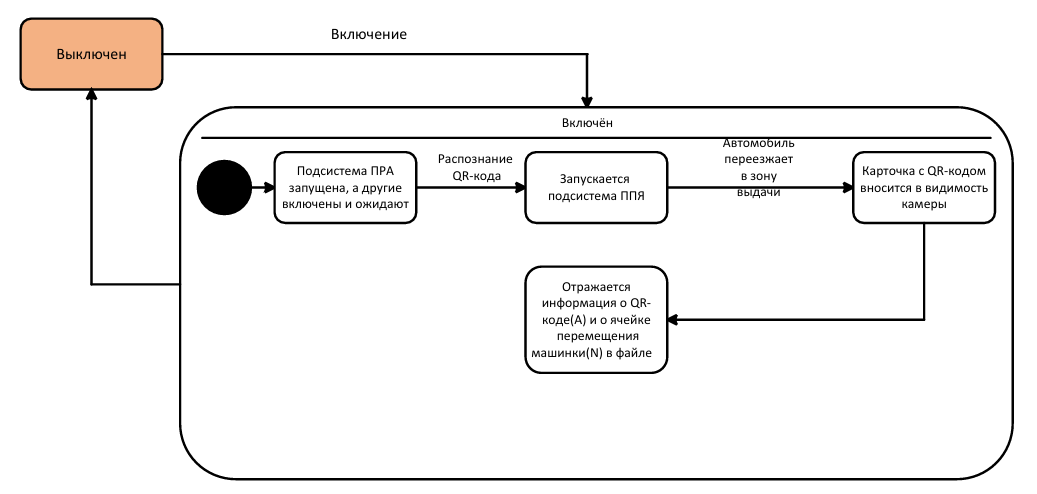 Включение
Выключен
Включён
Подсистема ПРА
запущена, а другие
включены и ожидают
Распознание
QR-кода
Запускается
подсистема ППЯ
Автомобиль
переезжает
в зону
выдачи
Карточка с QR-кодом
вносится в видимость
камеры
Отражается
информация о QR-
коде(А) и о ячейке
перемещения
машинки(N) в файле